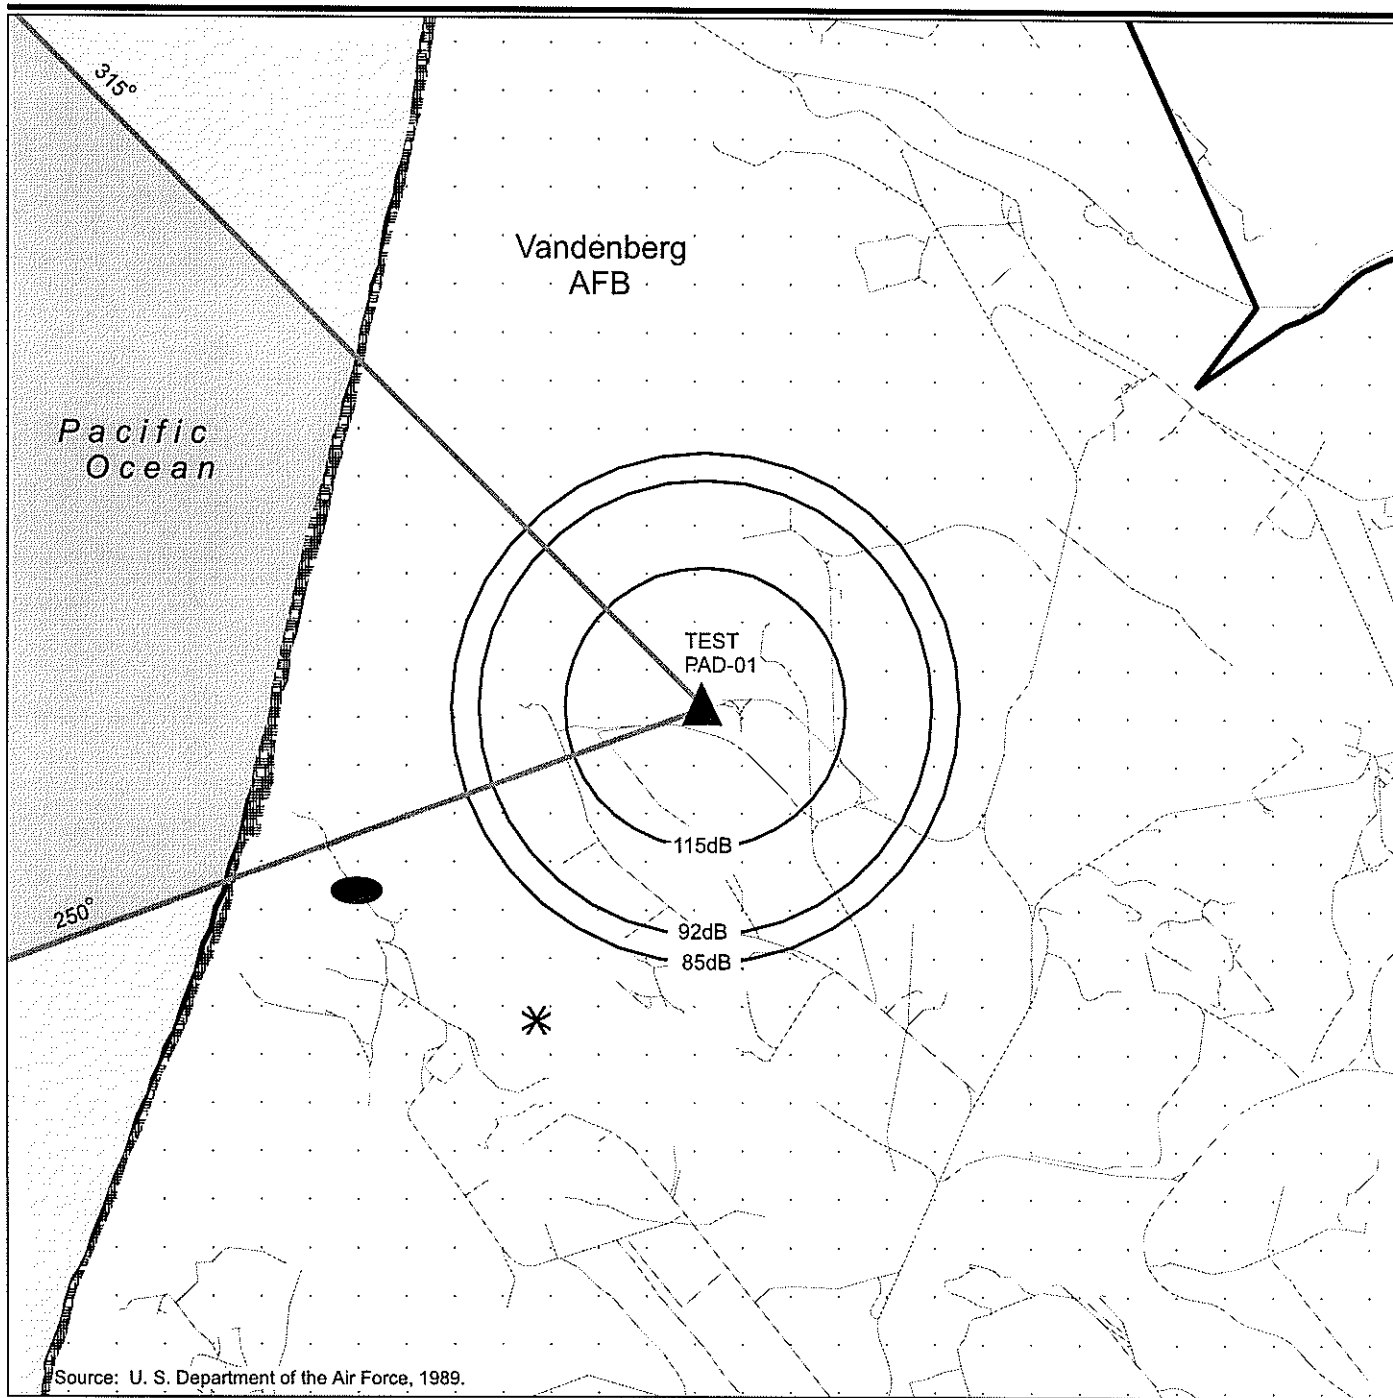 315°
Vandenberg
AFB
Pacific
Ocean
TEST
PAD-01
115dB
250°
92dB
85dB
Source: U. S. Department of the Air Force, 1989.